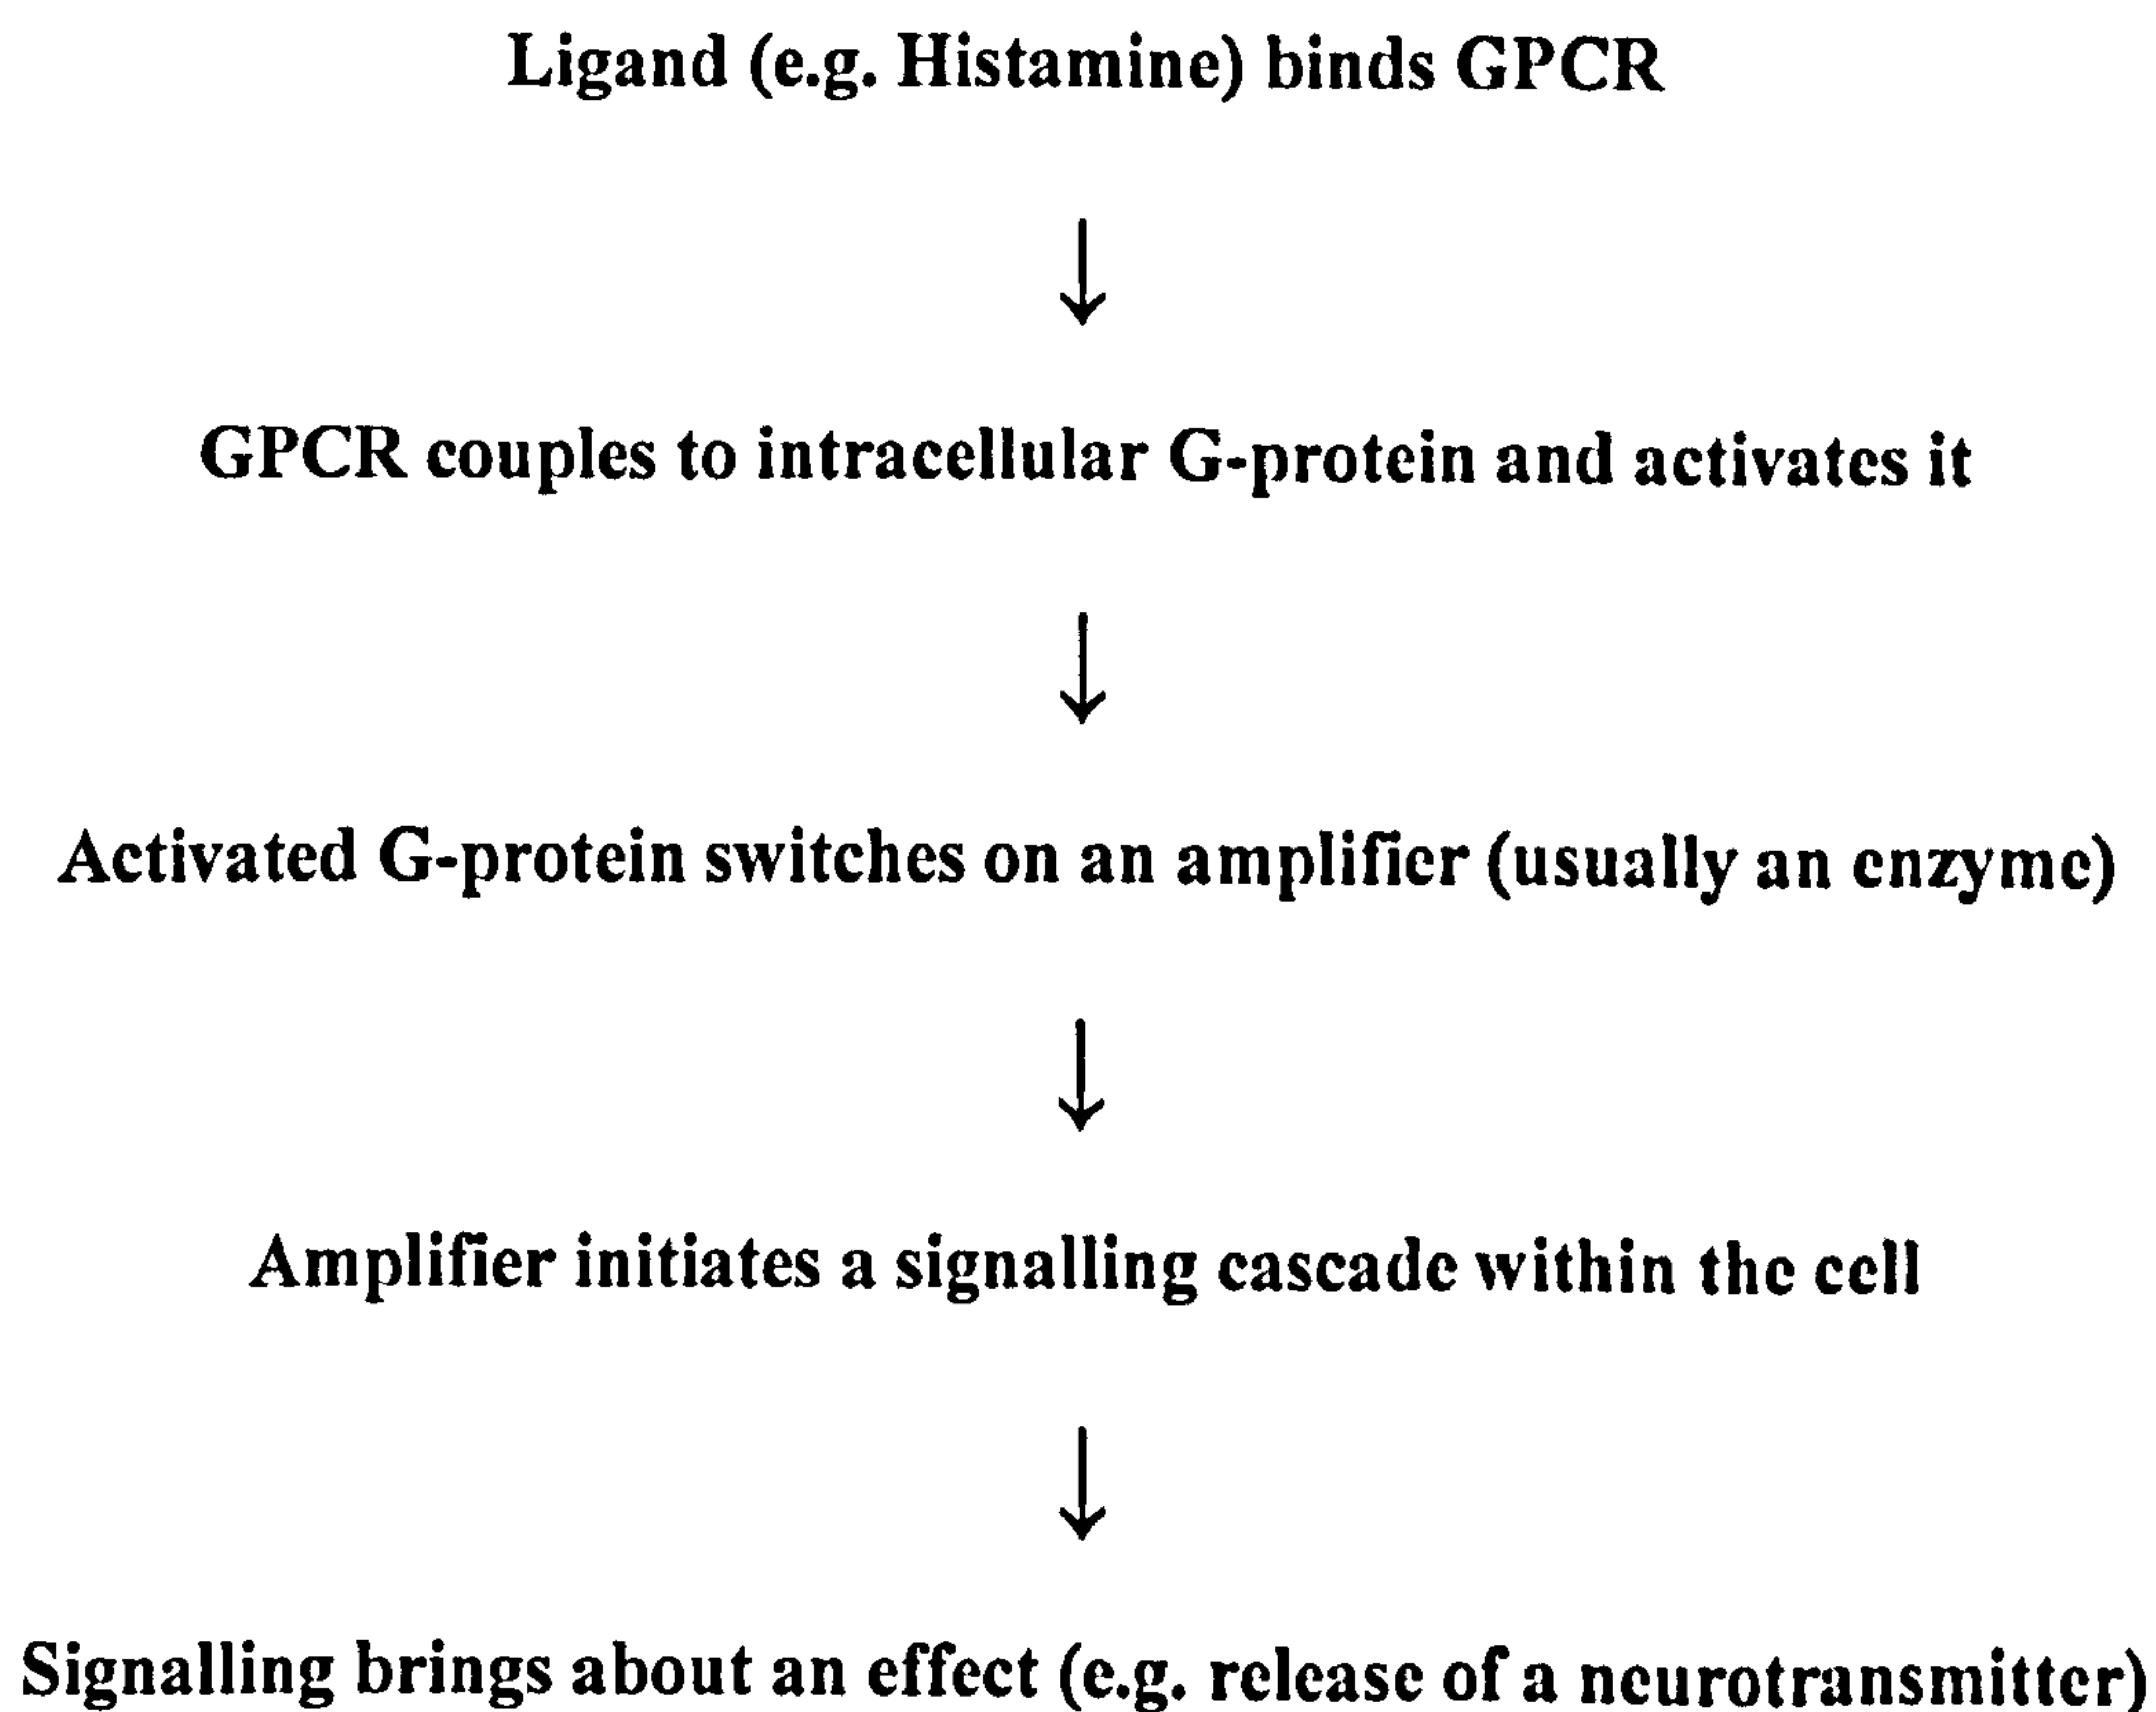 Ligand (e.g. Histamine) binds GPCR
GPCR couples to intracellular G-protein and activates it
Activated G-protein switches on an amplifier (usually an enzyme)
Amplifier initiates a signalling cascade within the cell
Signalling brings about an effect (e.g. release of a neurotransmitter)